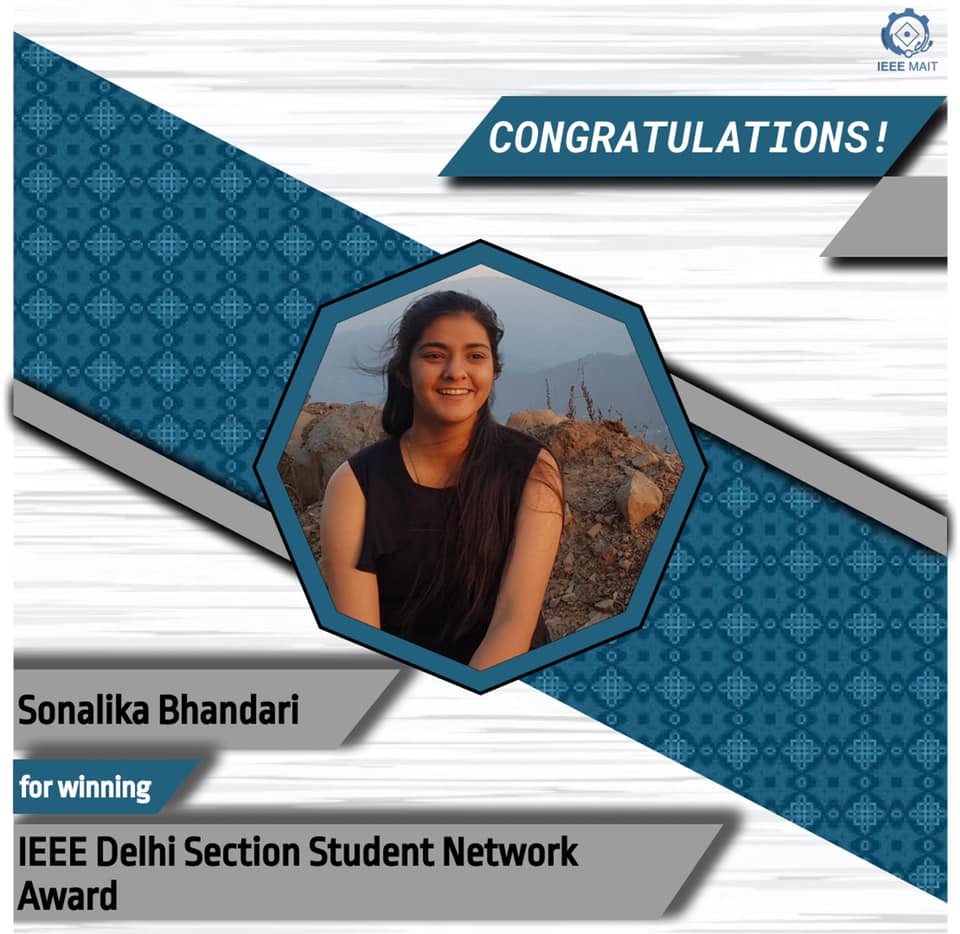 IEEE MAIT
CONGRATULATIONS!
Sonalika Bhandari
for winning
IEEE Delhi Section Student Network
Award